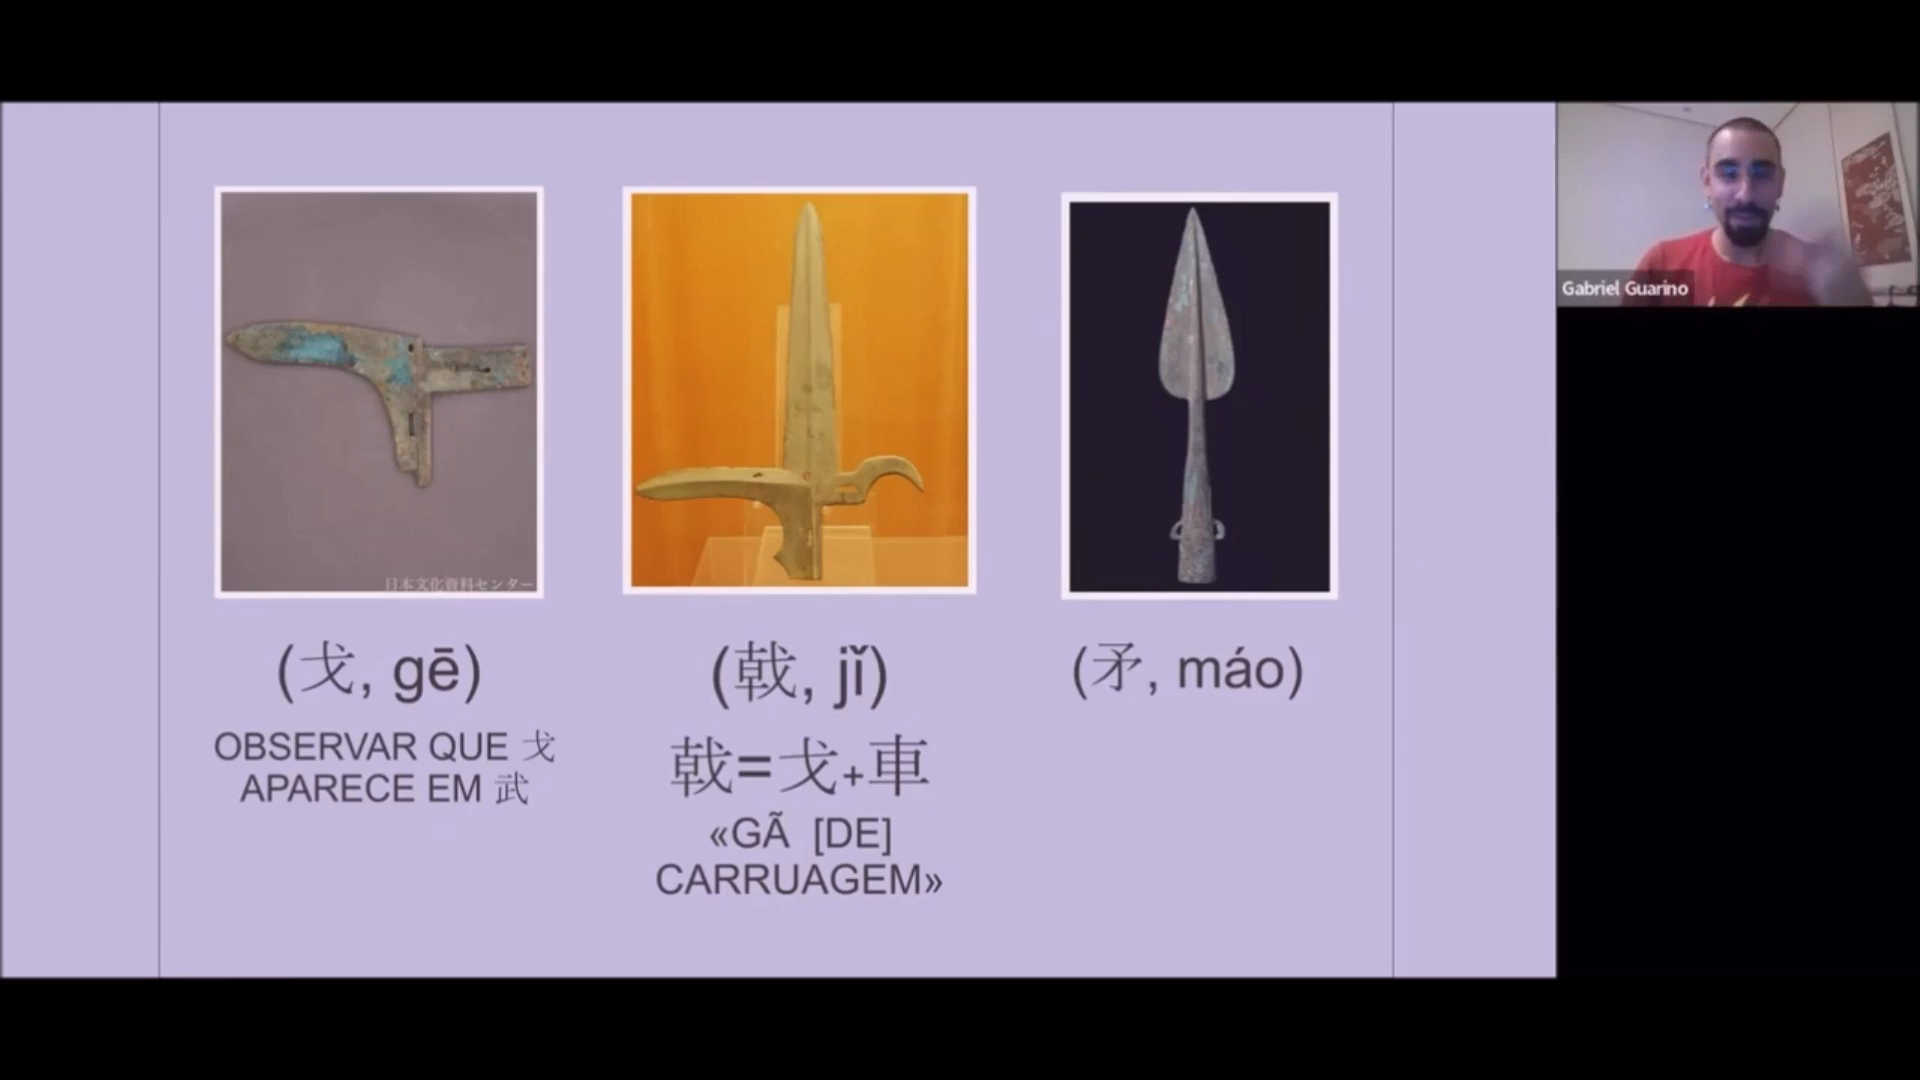 日本文化資料センター
(戈, gē)
OBSERVAR QUE 戈
APARECE EM 武
(戟, jǐ)
戟=戈+車
«GÃ [DE]
CARRUAGEM»
(矛, máo)
Gabriel Guarino